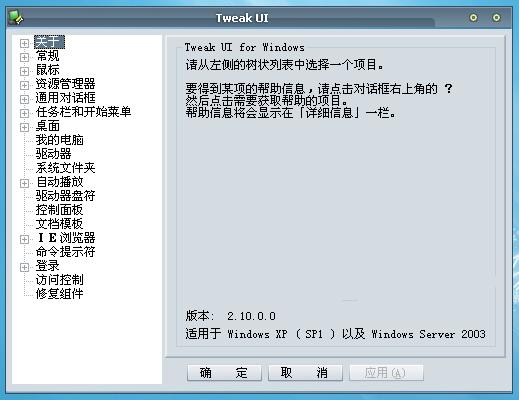 Tweak UI
关于
常规
鼠标
资源管理器
通用对话框
任务栏和开始菜单
桌面
我的电脑
驱动器
系统文件夹
自动播放
驱动器盘符
控制面板
文档模板
ＩＥ浏览器
命令提示符
登录
访问控制
修复组件
Tweak UI for Windows
请从左侧的树状列表中选择一个项目。
要得到某项的帮助信息，请点击对话框右上角的 ？
然后点击需要获取帮助的项目。
帮助信息将会显示在「详细信息」一栏。
版本： 2.10.0.0
适用于 Windows XP ( SP1 ) 以及 Windows Server 2003
确 定
取 消
应用(A)